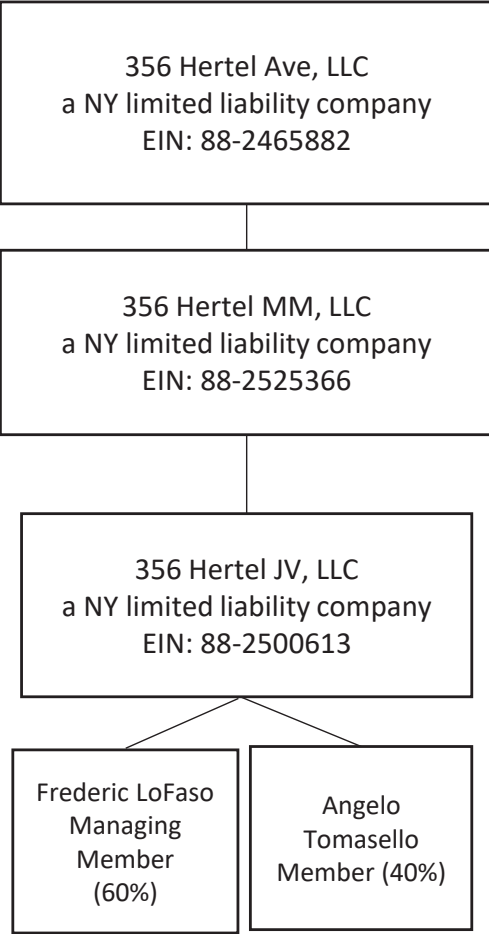 356 Hertel Ave, LLC
a NY limited liability company
EIN: 88-2465882
356 Hertel MM, LLC
a NY limited liability company
EIN: 88-2525366
356 Hertel JV, LLC
a NY limited liability company
EIN: 88-2500613
Frederic LoFaso
Managing
Member
(60%)
Angelo
Tomasello
Member (40%)